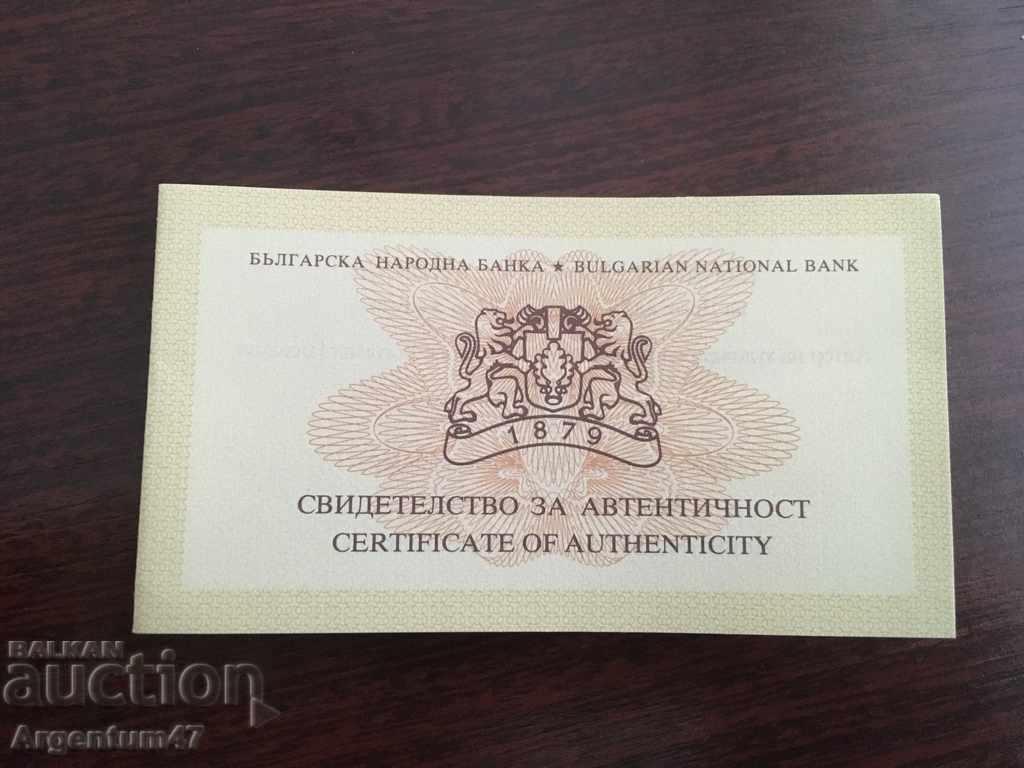 БЪЛГАРСКА НАРОДНА БАНКА ★ BULGARIAN NATIONAL BANK
1879
СВИДЕТЕЛСТВО ЗА АВТЕНТИЧНОСТ
CERTIFICATE OF AUTHENTICITY
BALKAN
auction
Argentum47